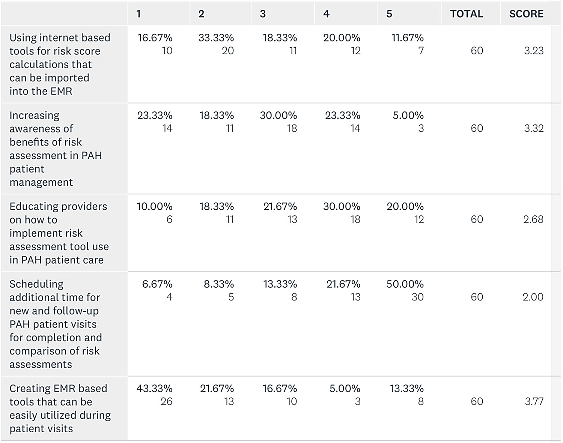 1 2 3 4 5 TOTAL SCORE
Using internet based 16.67% 33.33% 18.33% 20.00% 11.67%
tools for risk score 10 20 11 12 7 60 3.23
calculations that
can be imported
into the EMR
Increasing 23.33% 18.33% 30.00% 23.33% 5.00%
awareness of 14 11 18 14 3 60 3.32
benefits of risk
assessment in PAH
patient
management
Educating providers 10.00% 18.33% 21.67% 30.00% 20.00%
on how to 6 11 13 18 12 60 2.68
implement risk
assessment tool use
in PAH patient care
Scheduling 6.67% 8.33% 13.33% 21.67% 50.00%
additional time for 4 5 8 13 30 60 2.00
new and follow-up
PAH patient visits
for completion and
comparison of risk
assessments
Creating EMR based 43.33% 21.67% 16.67% 5.00% 13.33%
tools that can be 26 13 10 3 8 60 3.77
easily utilized during
patient visits